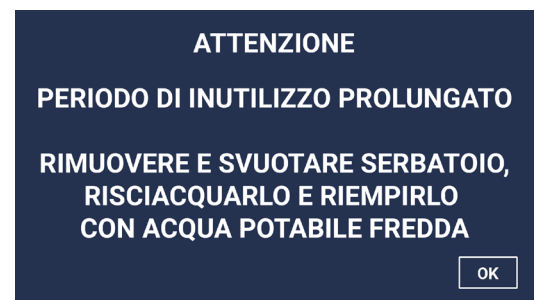 ATTENZIONE
PERIODO DI INUTILIZZO PROLUNGATO
RIMUOVERE E SVUOTARE SERBATOIO,
RISCIACQUARLO E RIEMPIRLO
CON ACQUA POTABILE FREDDA
OK